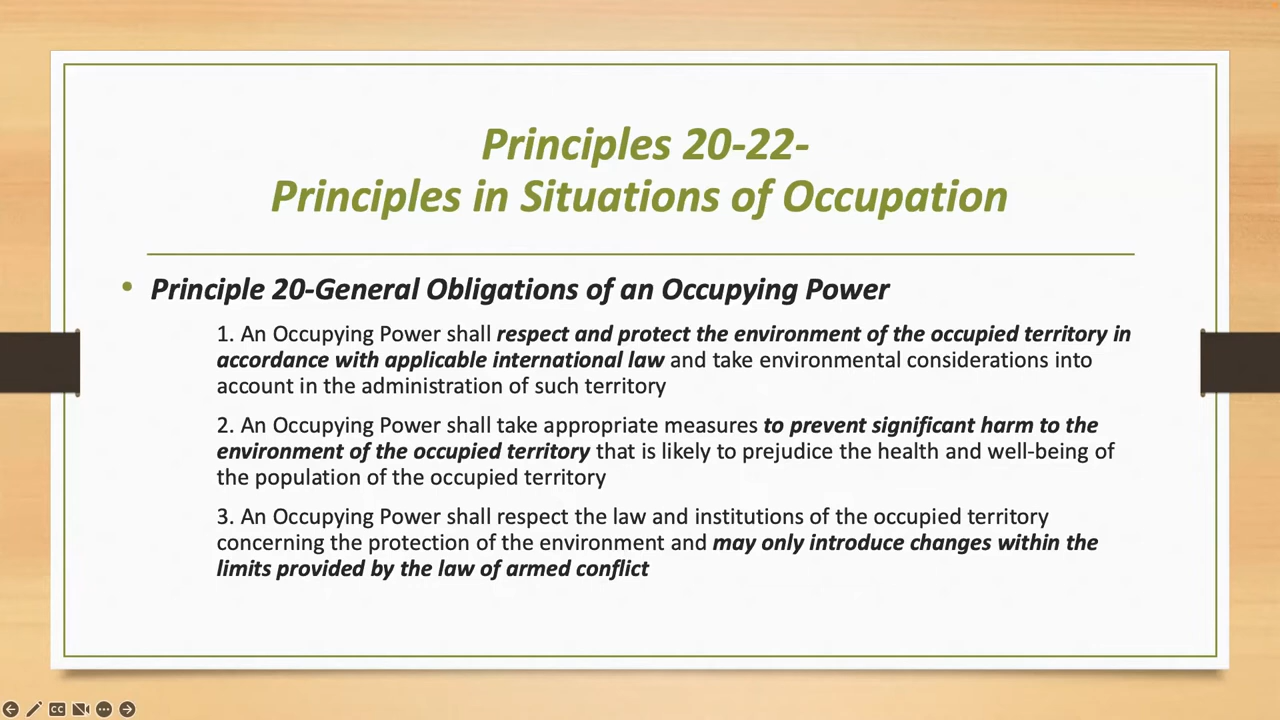 Principles 20-22-
Principles in Situations of Occupation
• Principle 20-General Obligations of an Occupying Power
1. An Occupying Power shall respect and protect the environment of the occupied territory in
accordance with applicable international law and take environmental considerations into
account in the administration of such territory
2. An Occupying Power shall take appropriate measures to prevent significant harm to the
environment of the occupied territory that is likely to prejudice the health and well-being of
the population of the occupied territory
3. An Occupying Power shall respect the law and institutions of the occupied territory
concerning the protection of the environment and may only introduce changes within the
limits provided by the law of armed conflict
CC